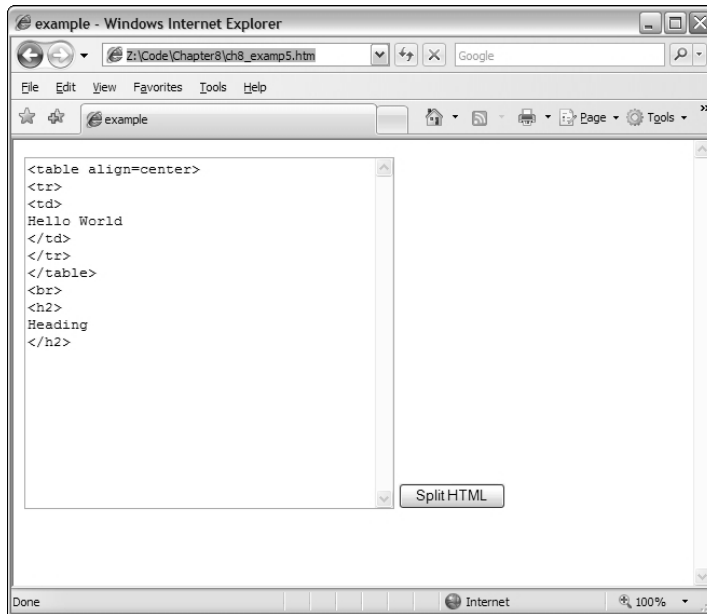 example - Windows Internet Explorer
Z:\Code\Chapter8\ch8_examp5.htm
Google
File Edit View Favorites Tools Help
example
Page Tools »
<table align=center>
<tr>
<td>
Hello World
</td>
</tr>
</table>
<br>
<h2>
Heading
</h2>
Split HTML
Done Internet 100%